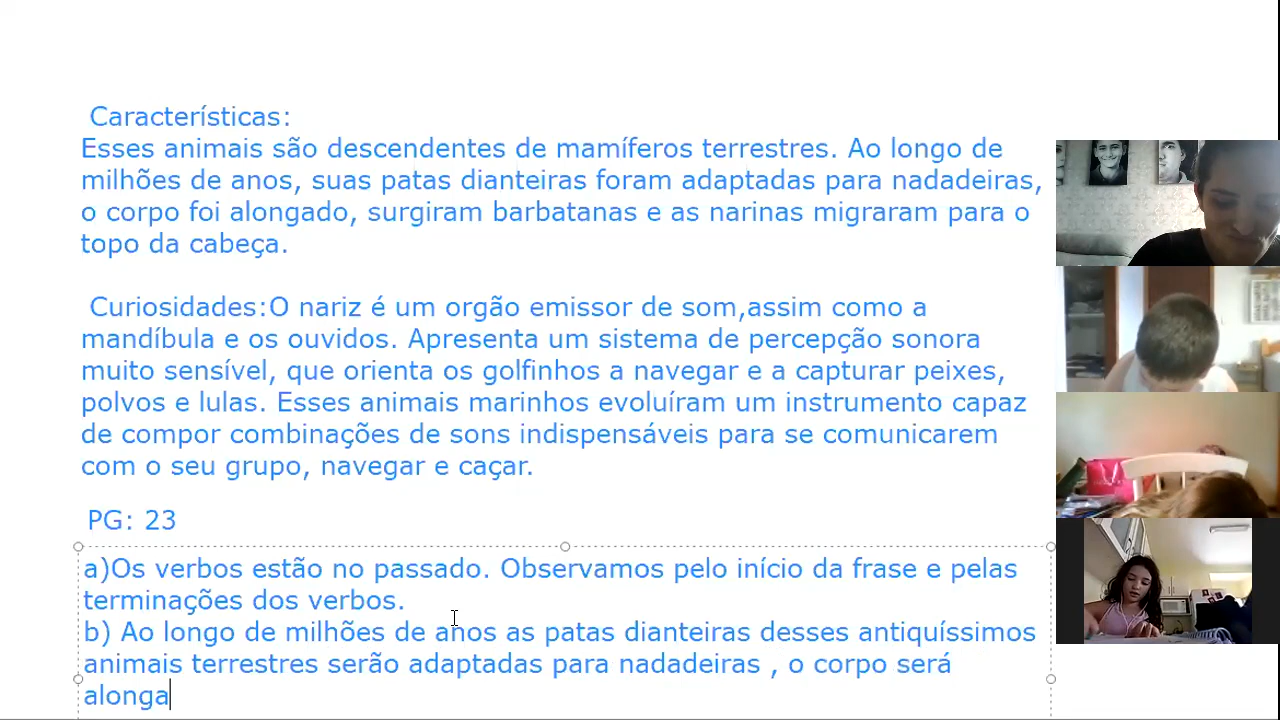 Características:
Esses animais são descendentes de mamíferos terrestres. Ao longo de
milhões de anos, suas patas dianteiras foram adaptadas para nadadeiras,
o corpo foi alongado, surgiram barbatanas e as narinas migraram para o
topo da cabeça.
Curiosidades:O nariz é um orgão emissor de som,assim como a
mandíbula e os ouvidos. Apresenta um sistema de percepção sonora
muito sensível, que orienta os golfinhos a navegar e a capturar peixes,
polvos e lulas. Esses animais marinhos evoluíram um instrumento capaz
de compor combinações de sons indispensáveis para se comunicarem
com o seu grupo, navegar e caçar.
PG: 23
a)Os verbos estão no passado. Observamos pelo início da frase e pelas
terminações dos verbos.
b) Ao longo de milhões de anos as patas dianteiras desses antiquíssimos
animais terrestres serão adaptadas para nadadeiras , o corpo será
alonga